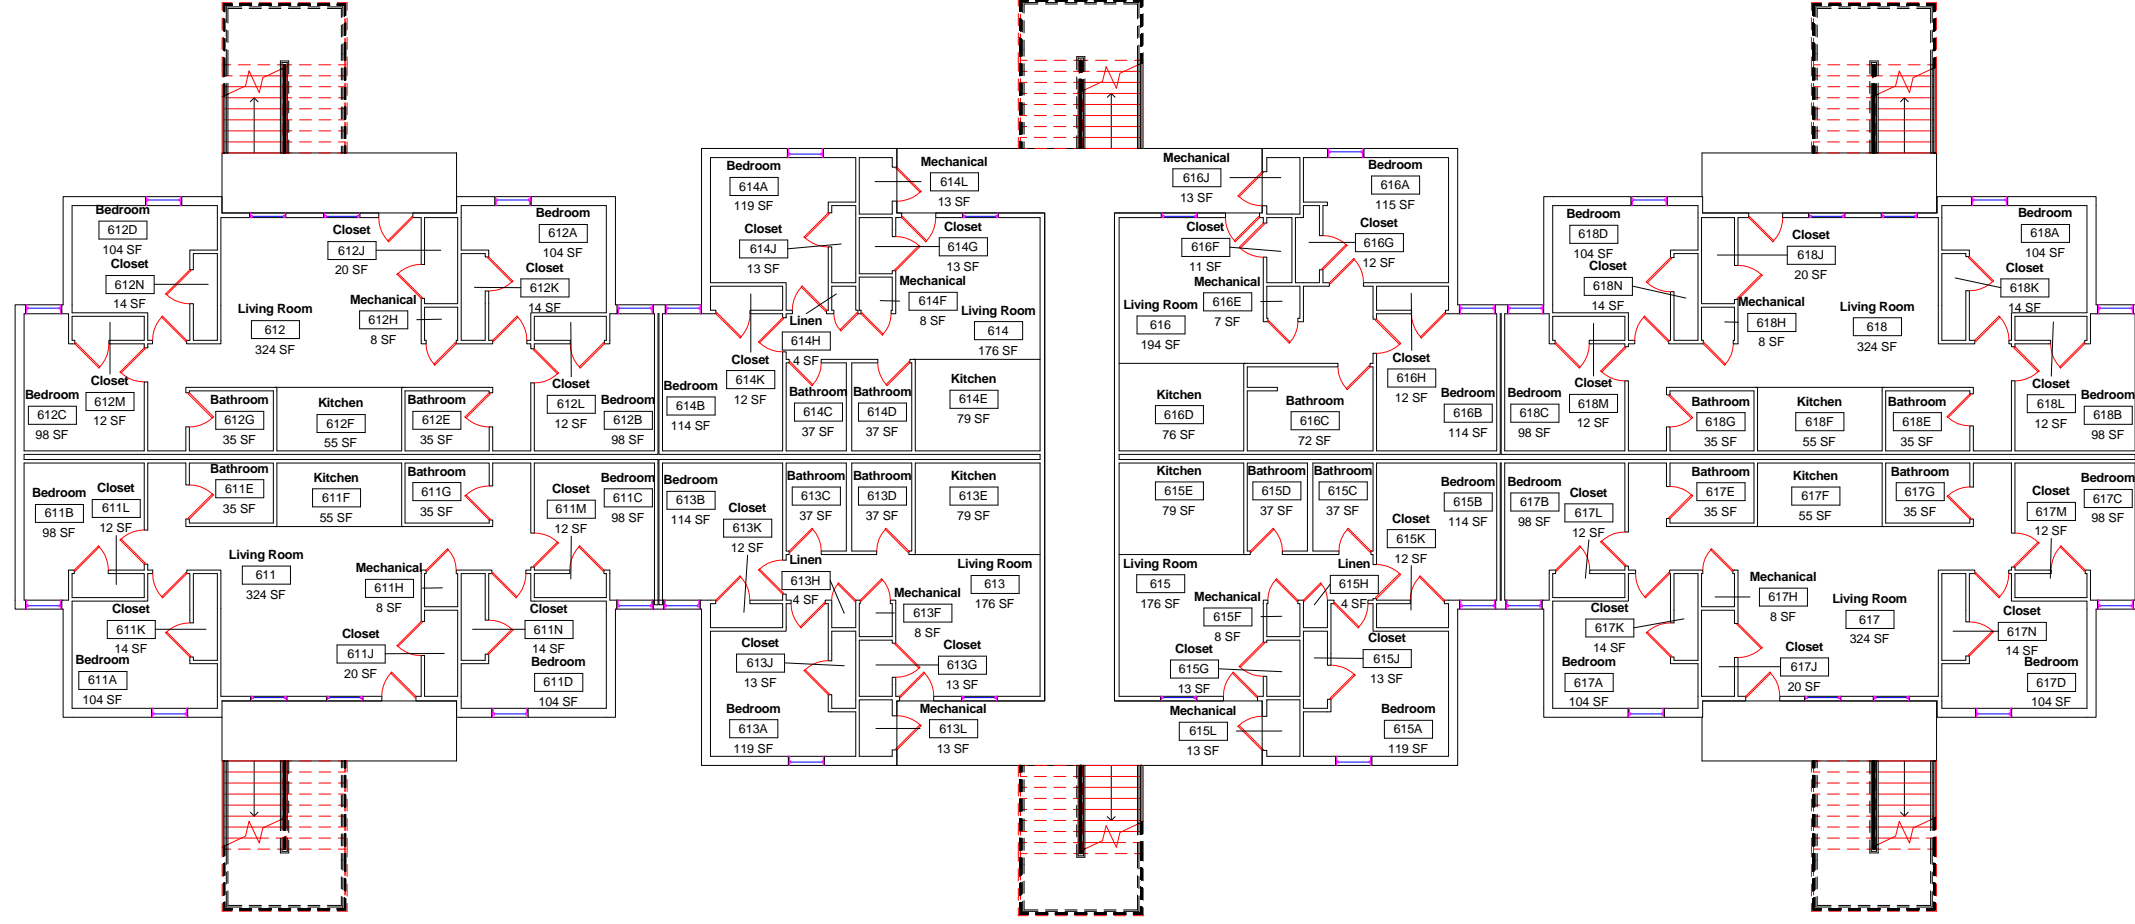 Bedroom
612D
104 SF
Closet
612N
14 SF
Living Room
612
324 SF
Closet
612J
20 SF
Mechanical
612H
8 SF
Bedroom
612A
104 SF
Closet
612K
14 SF
Bedroom
612C
98 SF
Closet
612M
12 SF
Bathroom
612G
35 SF
Kitchen
612F
55 SF
Bathroom
612E
35 SF
Closet
612L
12 SF
Bedroom
612B
98 SF
Bedroom
614A
119 SF
Mechanical
614L
13 SF
Closet
614J
13 SF
Closet
614G
13 SF
Mechanical
614F
8 SF
Linen
614H
4 SF
Living Room
614
176 SF
Closet
614K
12 SF
Bedroom
614B
114 SF
Bathroom
614C
37 SF
Bathroom
614D
37 SF
Kitchen
614E
79 SF
Mechanical
616J
13 SF
Bedroom
616A
115 SF
Closet
616F
11 SF
Closet
616G
12 SF
Mechanical
616E
7 SF
Living Room
616
194 SF
Closet
616H
12 SF
Kitchen
616D
76 SF
Bathroom
616C
72 SF
Bedroom
616B
114 SF
Bedroom
618D
104 SF
Closet
618N
14 SF
Closet
618J
20 SF
Mechanical
618H
8 SF
Living Room
618
324 SF
Bedroom
618A
104 SF
Closet
618K
14 SF
Bedroom
618C
98 SF
Closet
618M
12 SF
Bathroom
618G
35 SF
Kitchen
618F
55 SF
Bathroom
618E
35 SF
Closet
618L
12 SF
Bedroom
618B
98 SF
Bedroom
611B
98 SF
Closet
611L
12 SF
Bathroom
611E
35 SF
Kitchen
611F
55 SF
Bathroom
611G
35 SF
Closet
611M
12 SF
Bedroom
611C
98 SF
Living Room
611
324 SF
Mechanical
611H
8 SF
Closet
611K
14 SF
Bedroom
611A
104 SF
Closet
611J
20 SF
Closet
611N
14 SF
Bedroom
611D
104 SF
Bedroom
613B
114 SF
Closet
613K
12 SF
Bathroom
613C
37 SF
Bathroom
613D
37 SF
Kitchen
613E
79 SF
Linen
613H
4 SF
Mechanical
613F
8 SF
Living Room
613
176 SF
Closet
613J
13 SF
Closet
613G
13 SF
Bedroom
613A
119 SF
Mechanical
613L
13 SF
Kitchen
615E
79 SF
Bathroom
615D
37 SF
Bathroom
615C
37 SF
Bedroom
615B
114 SF
Closet
615K
12 SF
Living Room
615
176 SF
Linen
615H
4 SF
Mechanical
615F
8 SF
Closet
615G
13 SF
Closet
615J
13 SF
Mechanical
615L
13 SF
Bedroom
615A
119 SF
Bedroom
617B
98 SF
Closet
617L
12 SF
Bathroom
617E
35 SF
Kitchen
617F
55 SF
Bathroom
617G
35 SF
Closet
617M
12 SF
Bedroom
617C
98 SF
Mechanical
617H
8 SF
Living Room
617
324 SF
Closet
617K
14 SF
Bedroom
617A
104 SF
Closet
617J
20 SF
Closet
617N
14 SF
Bedroom
617D
104 SF